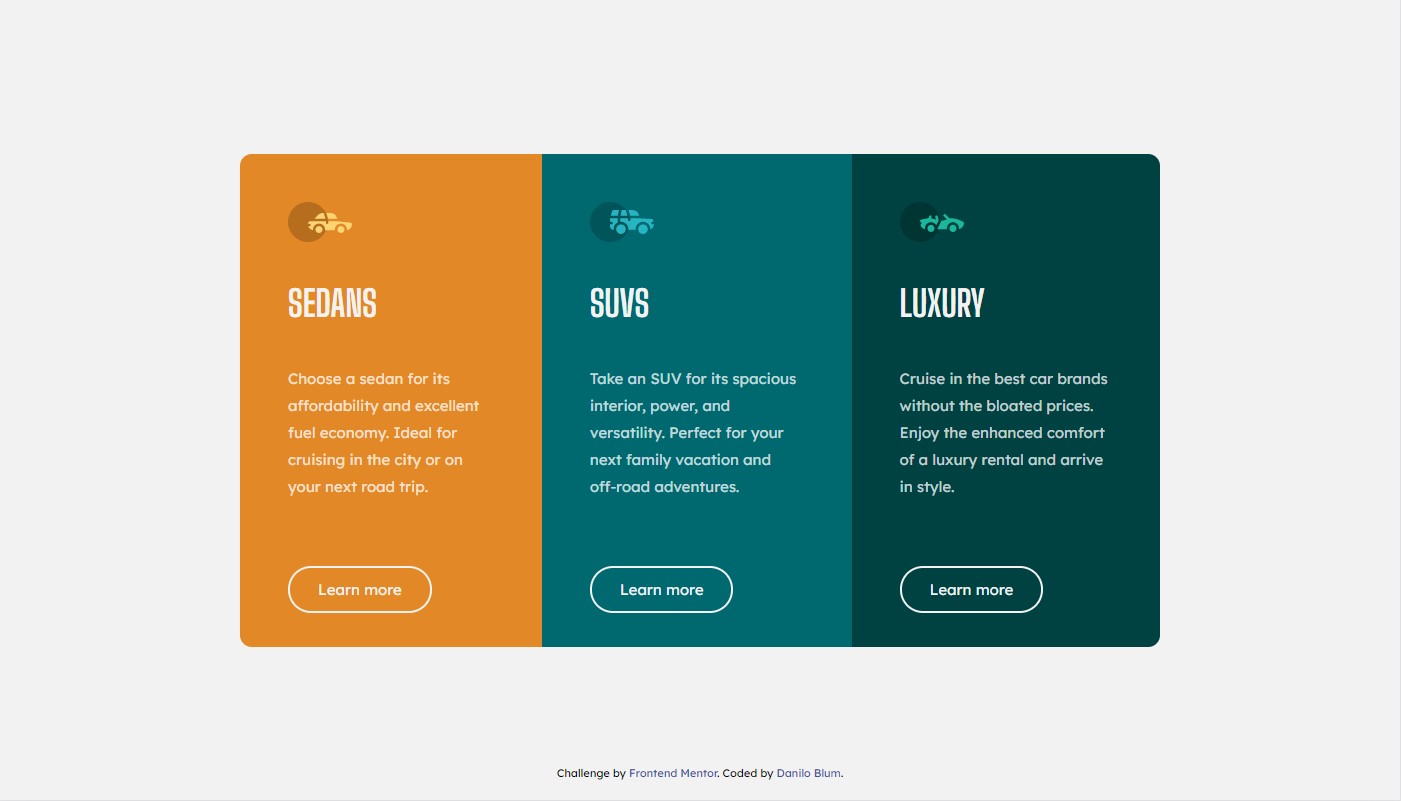 SEDANS
Choose a sedan for its
affordability and excellent
fuel economy. Ideal for
cruising in the city or on
your next road trip.
Learn more
SUVS
Take an SUV for its spacious
interior, power, and
versatility. Perfect for your
next family vacation and
off-road adventures.
Learn more
LUXURY
Cruise in the best car brands
without the bloated prices.
Enjoy the enhanced comfort
of a luxury rental and arrive
in style.
Learn more
Challenge by Frontend Mentor. Coded by Danilo Blum.